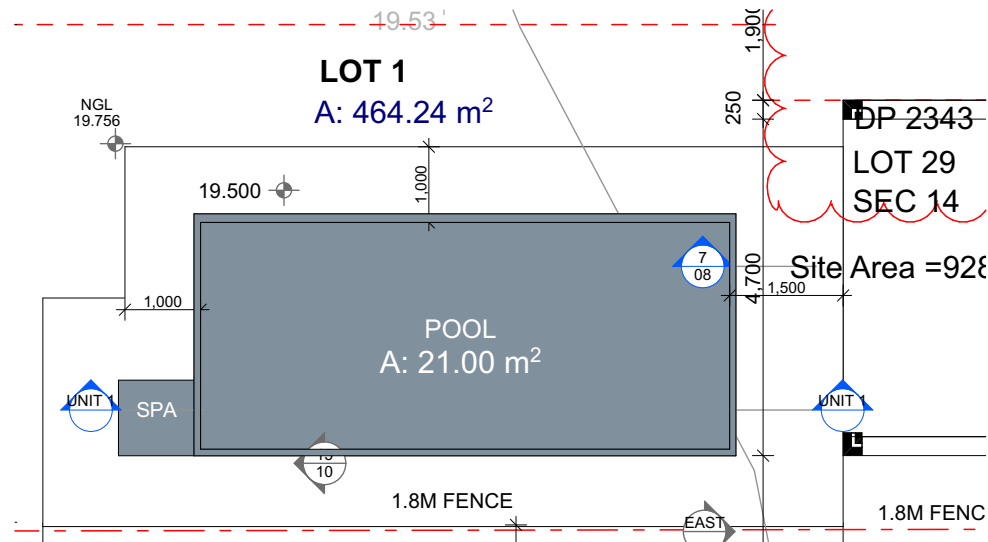 19.53
1,900
LOT 1
A: 464.24 m²
NGL
19.756
250
DP 2343
LOT 29
SEC 14
1,000
19.500
7
08
Site Area =928
4,700
1,500
1,000
POOL
A: 21.00 m²
UNIT 1
SPA
UNIT 1
10
1.8M FENCE
EAST
1.8M FENC